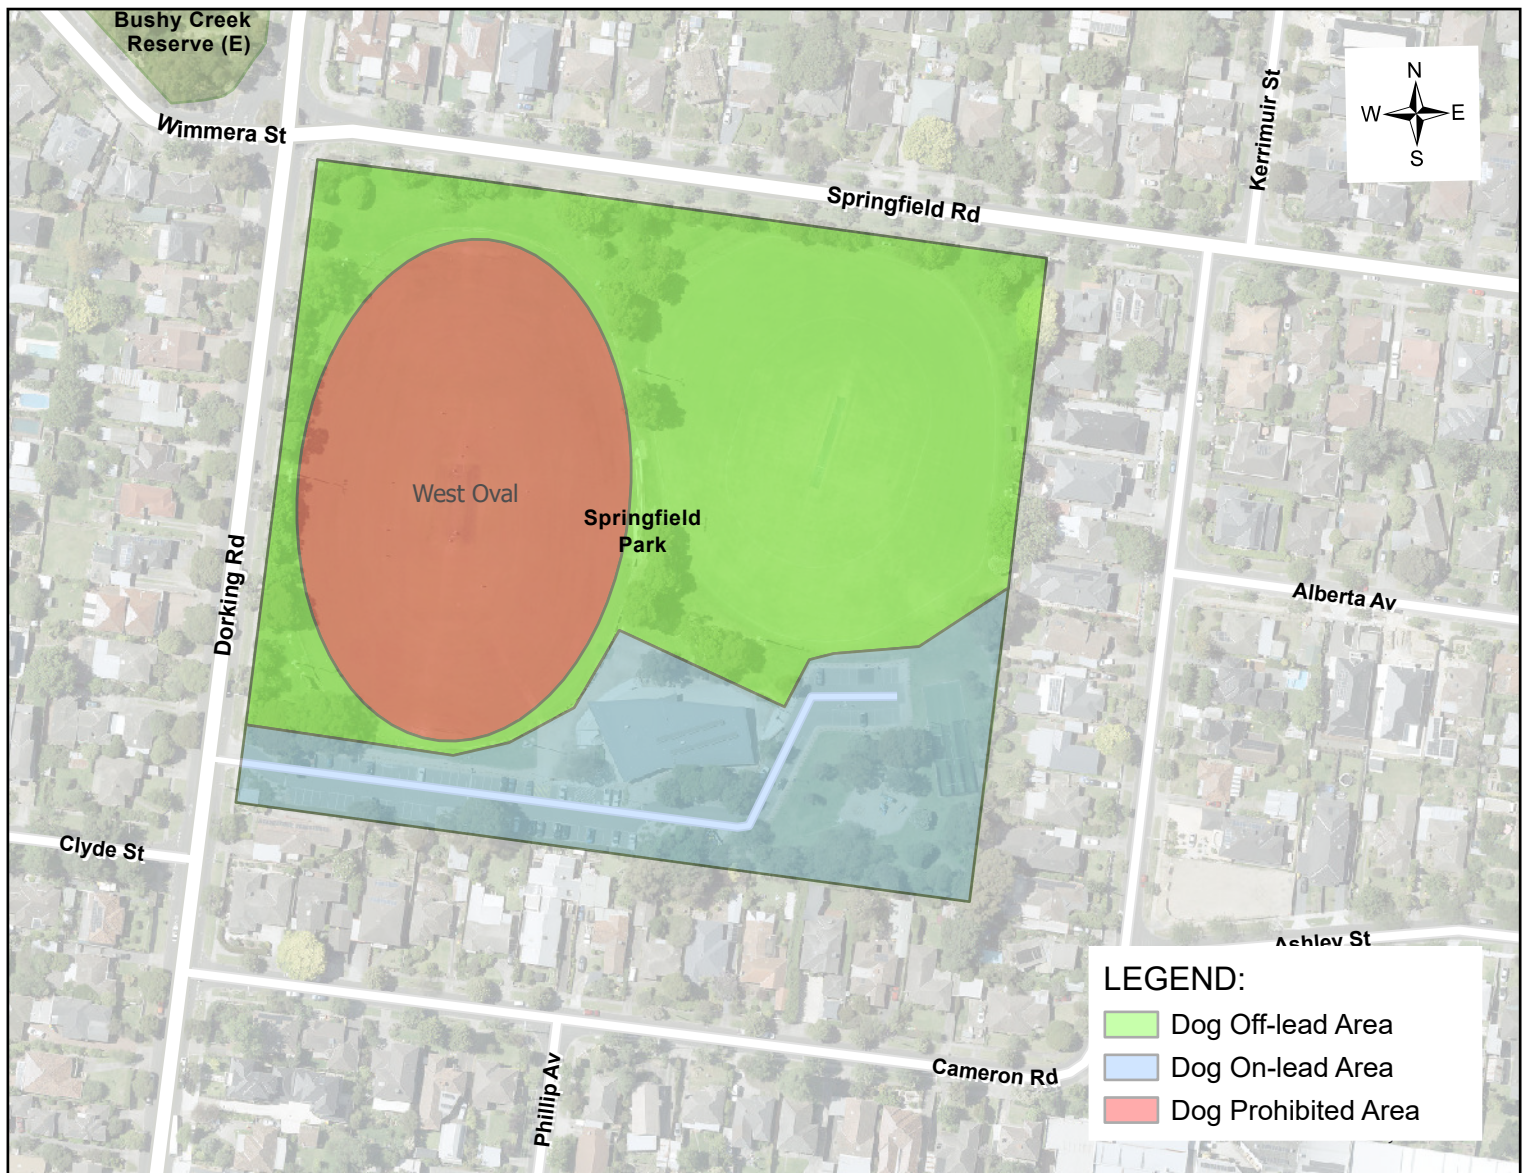 Bushy Creek
Reserve (E)
Wimmera St
Kerrimuir St
N
W
E
S
Springfield Rd
West Oval
Springfield
Park
Dorking Rd
Alberta Av
Clyde St
Ashley St
LEGEND:
Dog Off-lead Area
Dog On-lead Area
Dog Prohibited Area
Cameron Rd
Phillip Av